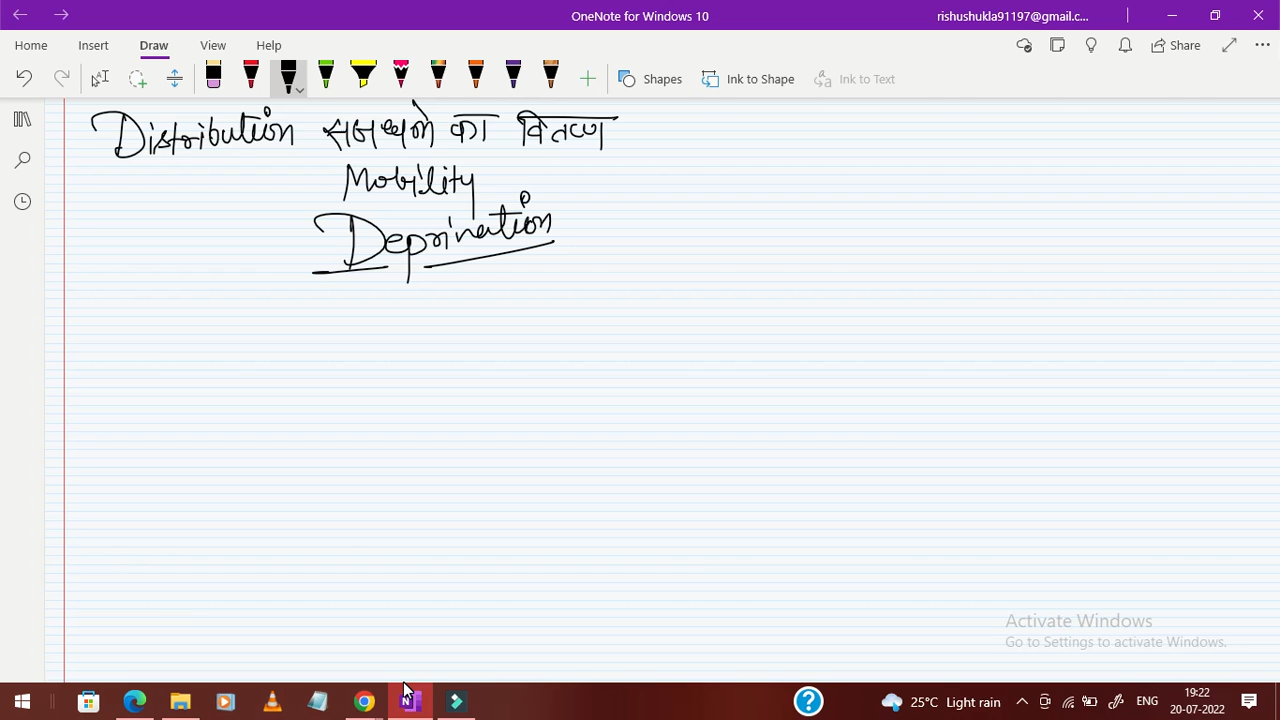 OneNote for Windows 10
rishushukla91197@gmail.c...
Home Insert Draw View Help
Share
Shapes Ink to Shape Ink to Text
Distribution का वितरण
Mobility
Deprivation
Activate Windows
Go to Settings to activate Windows.
25°C Light rain
ENG
19:22
20-07-2022